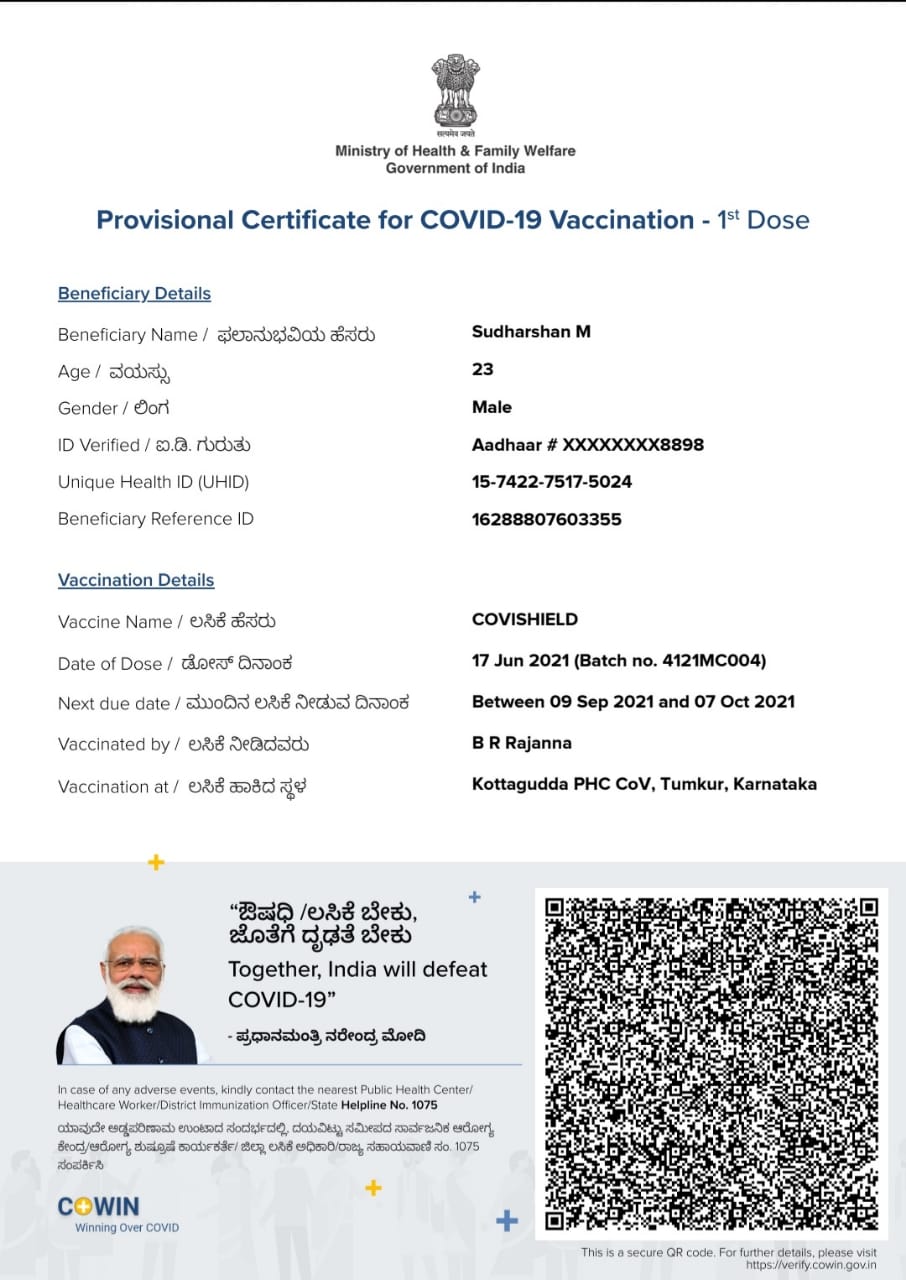 सत्यमेव जयते
Ministry of Health & Family Welfare
Government of India
Provisional Certificate for COVID-19 Vaccination - 1st Dose
Beneficiary Details
Beneficiary Name / ಫಲಾನುಭವಿಯ ಹೆಸರು Sudharshan M
Age / ವಯಸ್ಸು 23
Gender / ಲಿಂಗ Male
ID Verified / ಐ.ಡಿ. ಗುರುತು Aadhaar # XXXXXXXX8898
Unique Health ID (UHID) 15-7422-7517-5024
Beneficiary Reference ID 16288807603355
Vaccination Details
Vaccine Name / ಲಸಿಕೆ ಹೆಸರು COVISHIELD
Date of Dose / ಡೋಸ್ ದಿನಾಂಕ 17 Jun 2021 (Batch no. 4121MC004)
Next due date / ಮುಂದಿನ ಲಸಿಕೆ ನೀಡುವ ದಿನಾಂಕ Between 09 Sep 2021 and 07 Oct 2021
Vaccinated by / ಲಸಿಕೆ ನೀಡಿದವರು B R Rajanna
Vaccination at / ಲಸಿಕೆ ಹಾಕಿದ ಸ್ಥಳ Kottagudda PHC CoV, Tumkur, Karnataka
“ಔಷಧಿ /ಲಸಿಕೆ ಬೇಕು,
ಜೊತೆಗೆ ದೃಢತೆ ಬೇಕು
Together, India will defeat
COVID-19”
- ಪ್ರಧಾನಮಂತ್ರಿ ನರೇಂದ್ರ ಮೋದಿ
In case of any adverse events, kindly contact the nearest Public Health Center/
Healthcare Worker/District Immunization Officer/State Helpline No. 1075
ಯಾವುದೇ ಅಡ್ಡಪರಿಣಾಮ ಉಂಟಾದ ಸಂದರ್ಭದಲ್ಲಿ, ದಯವಿಟ್ಟು ಸಮೀಪದ ಸಾರ್ವಜನಿಕ ಆರೋಗ್ಯ
ಕೇಂದ್ರ/ಆರೋಗ್ಯ ಶುಷ್ರೂಷೆ ಕಾರ್ಯಕರ್ತೆ/ ಜಿಲ್ಲಾ ಲಸಿಕೆ ಅಧಿಕಾರಿ/ರಾಜ್ಯ ಸಹಾಯವಾಣಿ ಸಂ. 1075
ಸಂಪರ್ಕಿಸಿ
COWIN
Winning Over COVID
This is a secure QR code. For further details, please visit
https://verify.cowin.gov.in